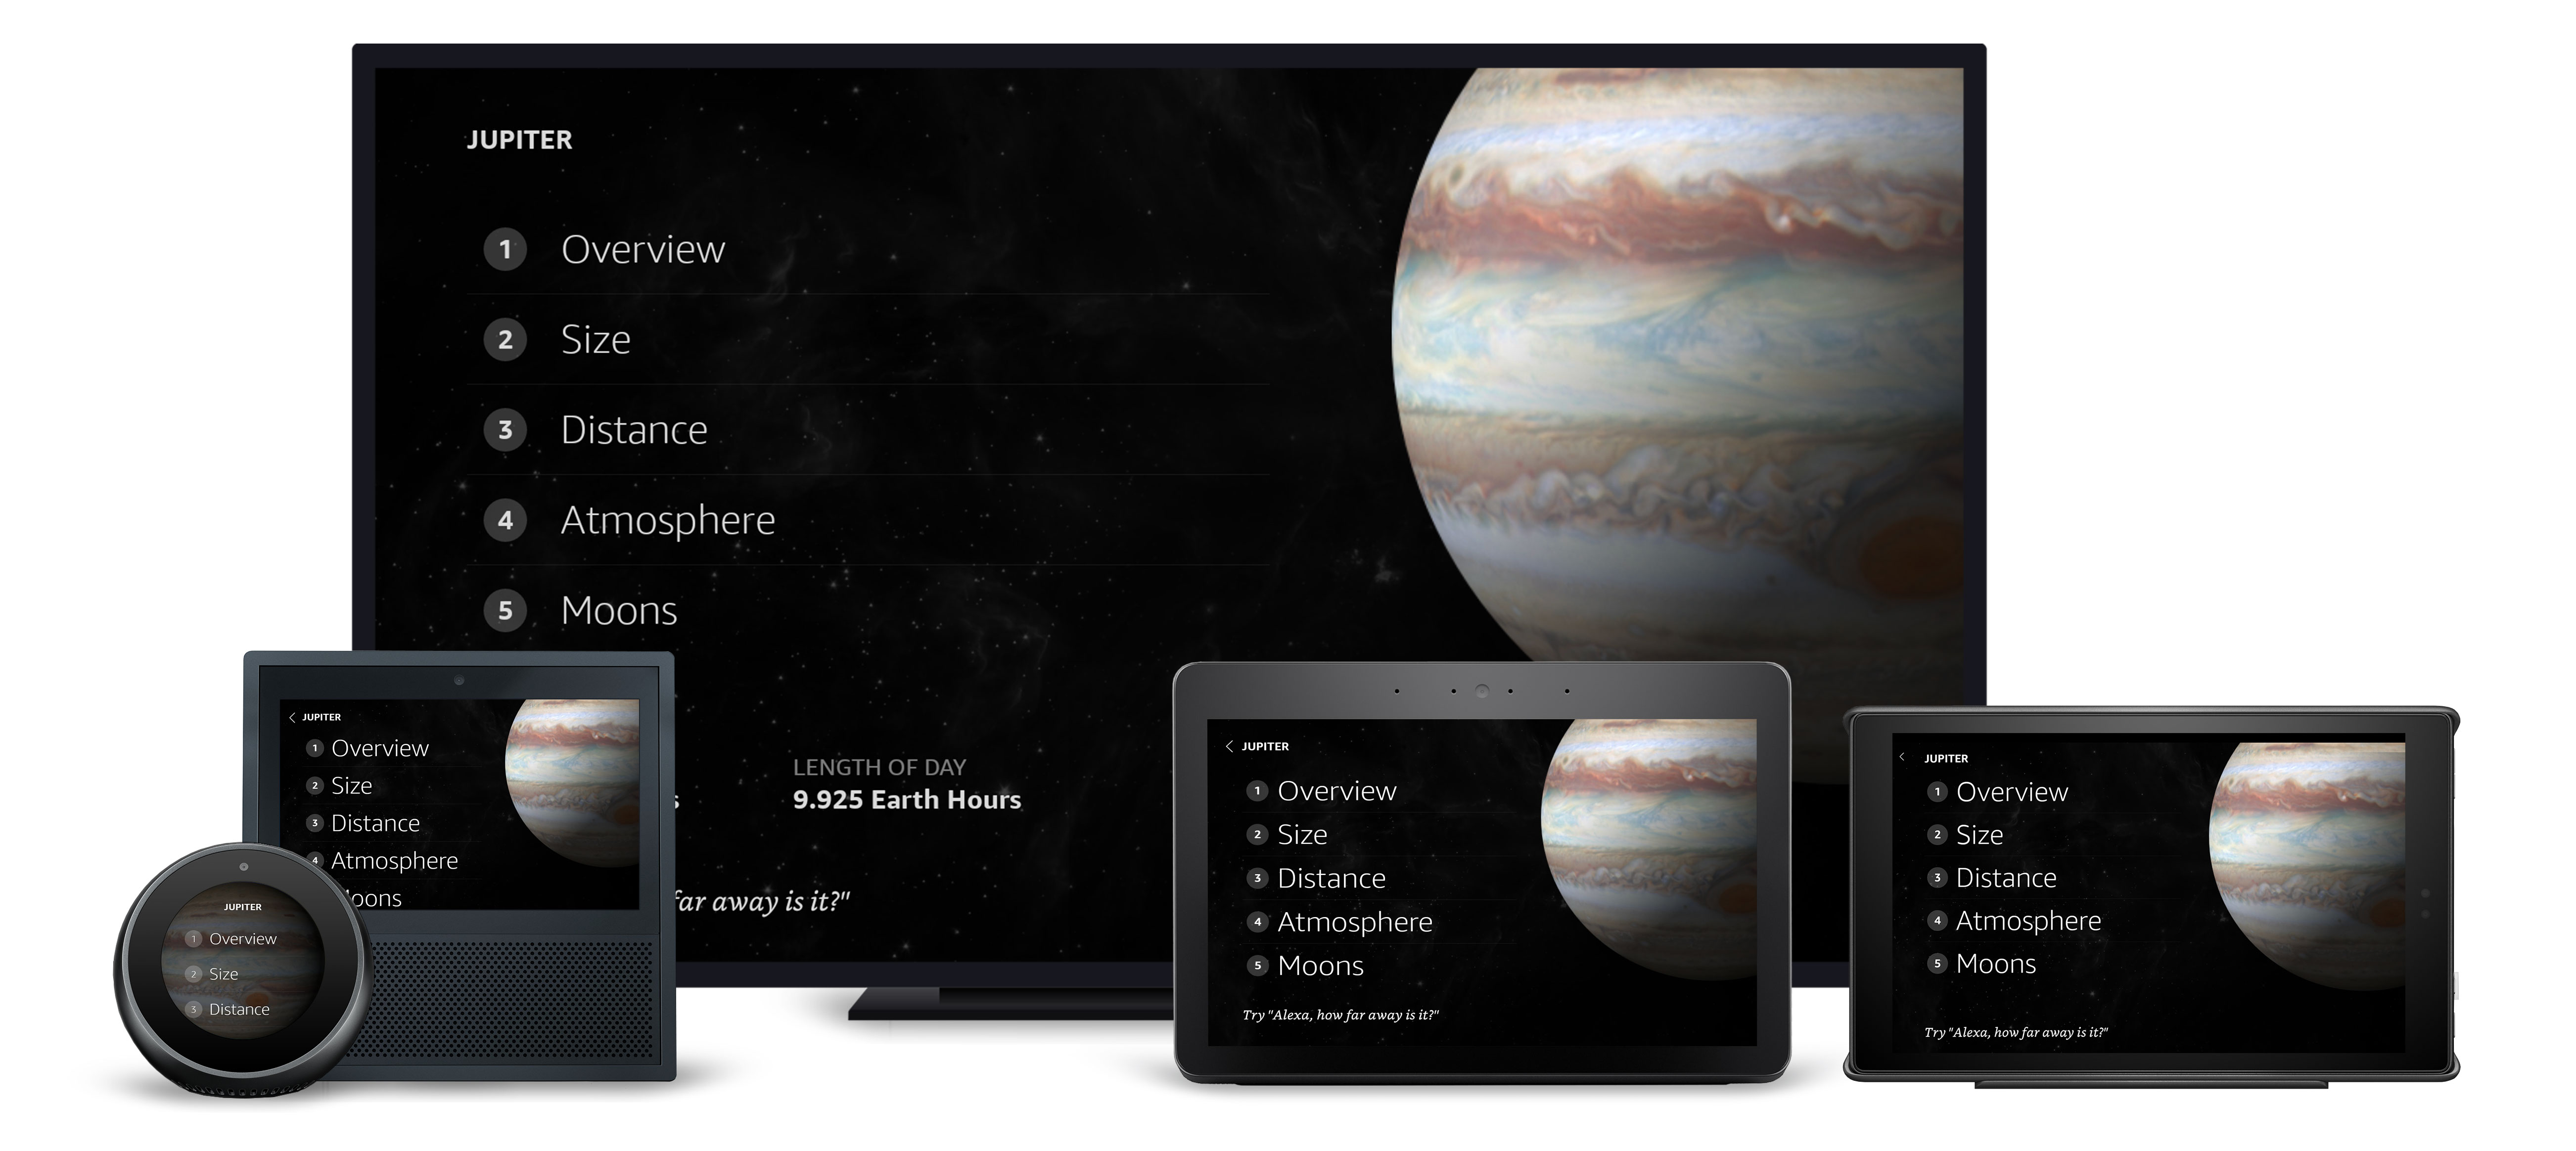 JUPITER
1 Overview
2 Size
3 Distance
4 Atmosphere
5 Moons
LENGTH OF DAY
9.925 Earth Hours
far away is it?"
JUPITER
1 Overview
2 Size
3 Distance
4 Atmosphere
oons
JUPITER
1 Overview
2 Size
3 Distance
JUPITER
1 Overview
2 Size
3 Distance
4 Atmosphere
5 Moons
Try "Alexa, how far away is it?"
JUPITER
1 Overview
2 Size
3 Distance
4 Atmosphere
5 Moons
Try "Alexa, how far away is it?"